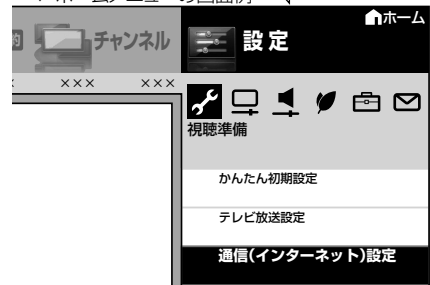 チャンネル
設定
ホーム
××× ×××
視聴準備
かんたん初期設定
テレビ放送設定
通信(インターネット)設定